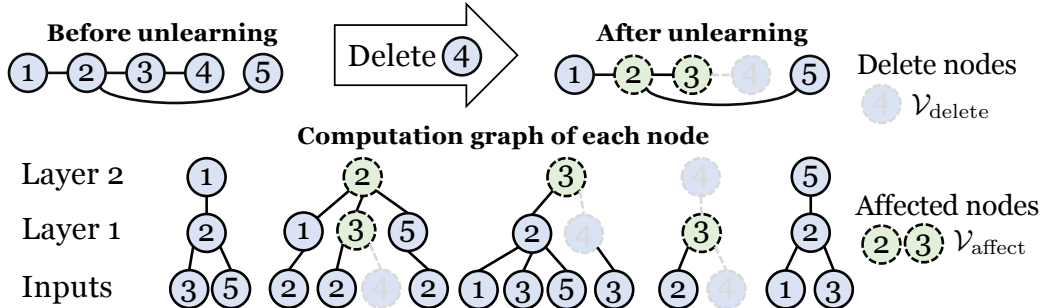 Before unlearning
Delete 4
After unlearning
1 2 3 4 5
1 2 3 4 5
Delete nodes
4 𝒱delete
Computation graph of each node
Layer 2 1 2 3 4 5
Layer 1 2 1 3 5 2 4 3 2
Inputs 3 5 2 2 4 2 1 3 5 3 2 4 1 3
Affected nodes
2 3 𝒱affect